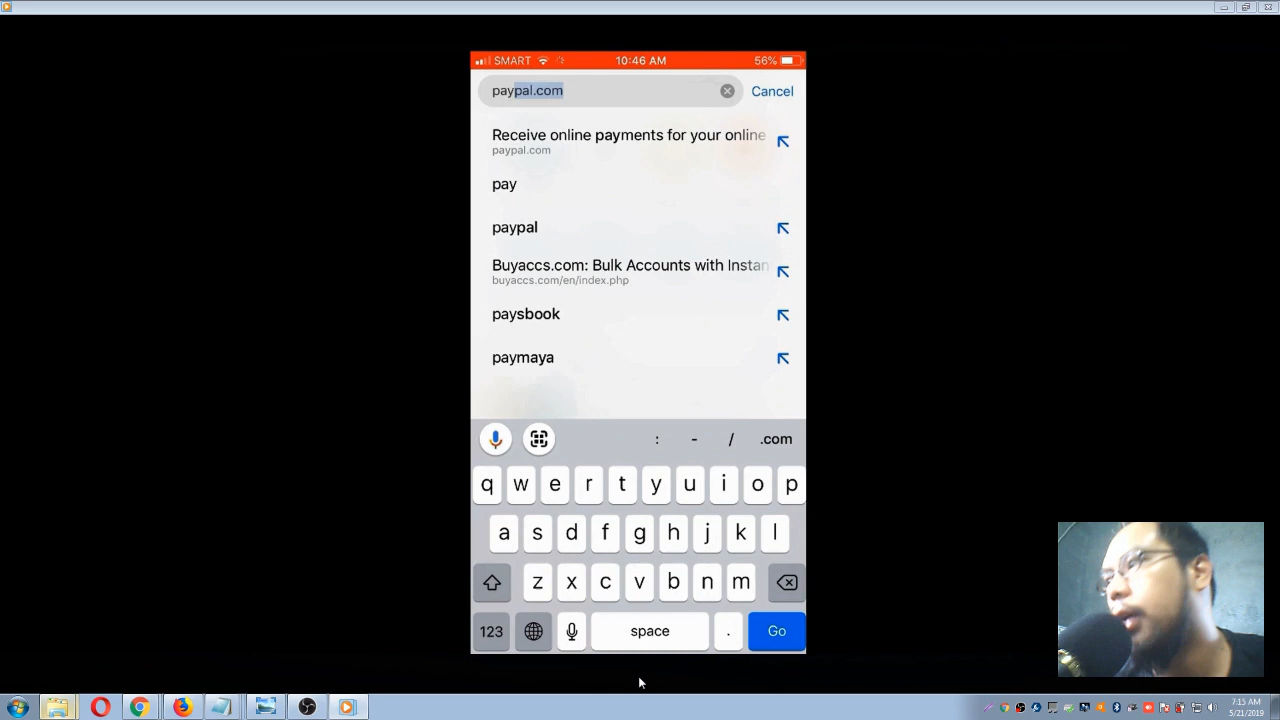 SMART 10:46 AM 56%
paypal.com Cancel
Receive online payments for your online
paypal.com
pay
paypal
Buyaccs.com: Bulk Accounts with Instan
buyaccs.com/en/index.php
paysbook
paymaya
: - / .com
q w e r t y u i o p
a s d f g h j k l
z x c v b n m
123 space . Go
7:15 AM
5/21/2019